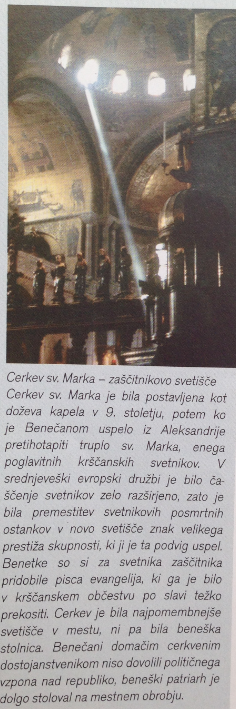 Cerkev sv. Marka – zaščitnikovo svetišče
Cerkev sv. Marka je bila postavljena kot
doževa kapela v 9. stoletju, potem ko
je Benečanom uspelo iz Aleksandrije
pretihotapiti truplo sv. Marka, enega
poglavitnih krščanskih svetnikov. V
srednjeveški evropski družbi je bilo ča-
ščenje svetnikov zelo razširjeno, zato je
bila premestitev svetnikovih posmrtnih
ostankov v novo svetišče znak velikega
prestiža skupnosti, ki ji je ta podvig uspel.
Benetke so si za svetnika zaščitnika
pridobile pisca evangelija, ki ga je bilo
v krščanskem občestvu po slavi težko
prekositi. Cerkev je bila najpomembnejše
svetišče v mestu, ni pa bila beneška
stolnica. Benečani domačim cerkvenim
dostojanstvenikom niso dovolili političnega
vzpona nad republiko, beneški patriarh je
dolgo stoloval na mestnem obrobju.